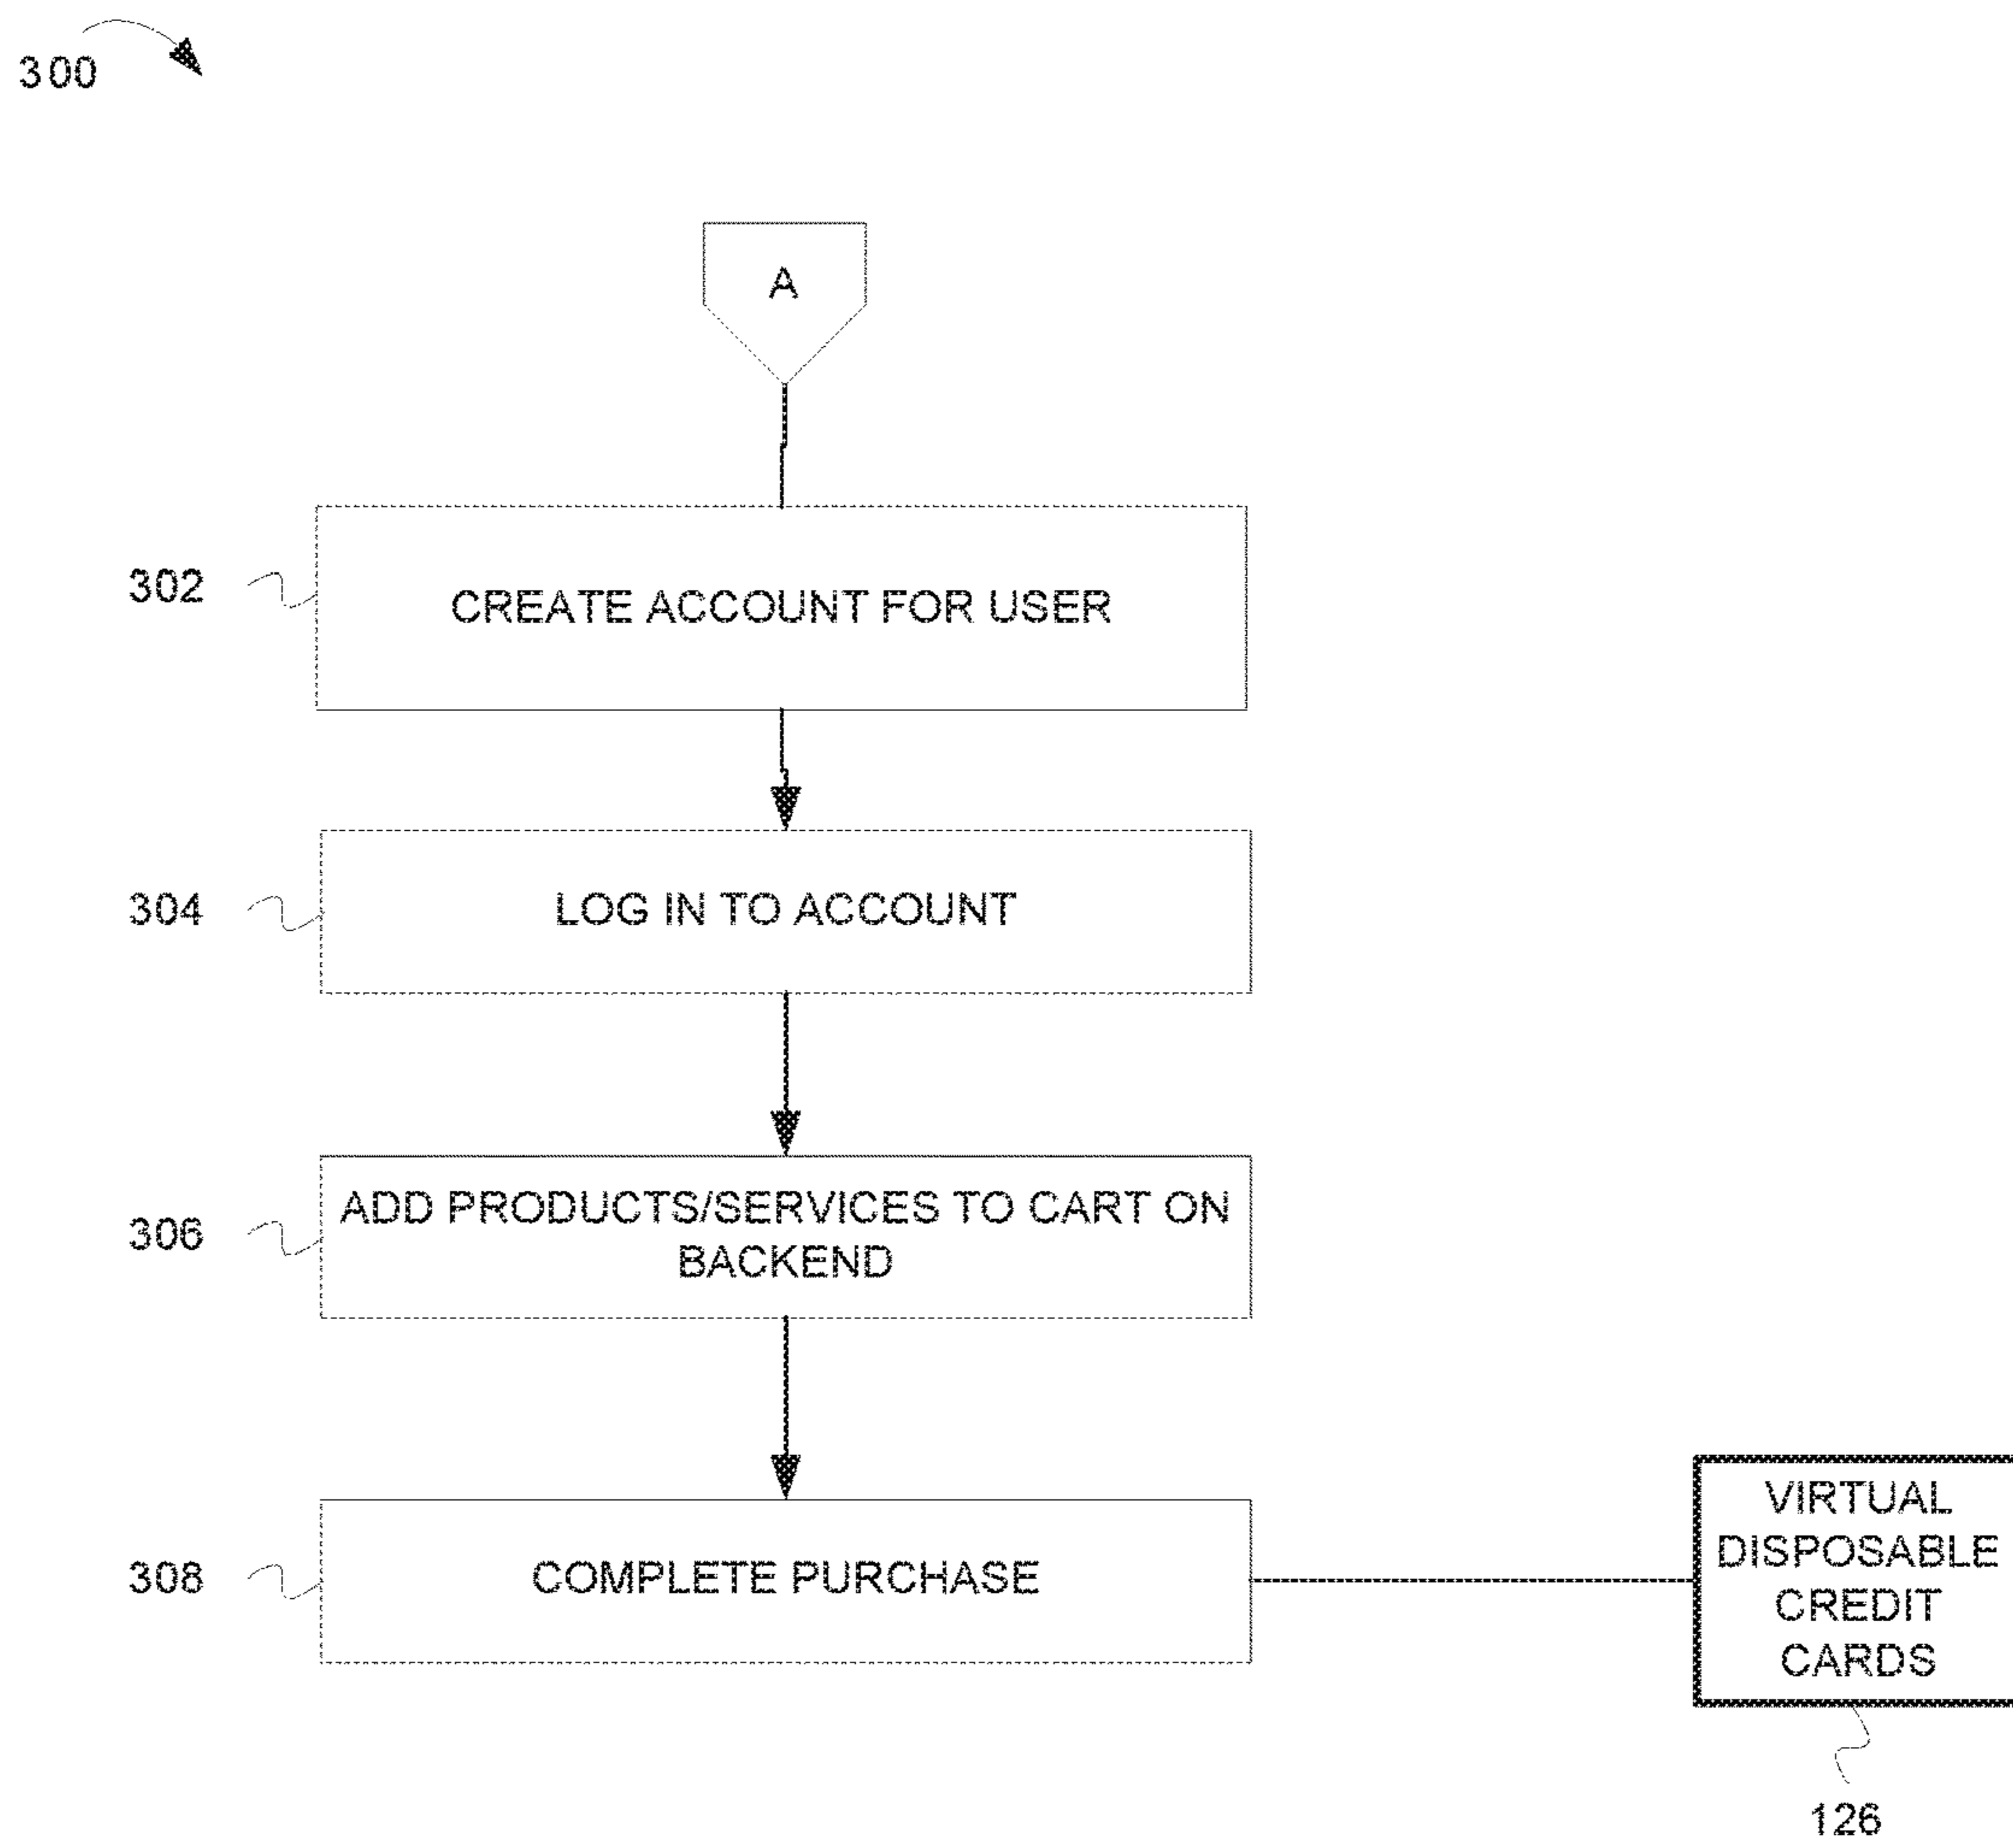 300
A
302
CREATE ACCOUNT FOR USER
304
LOG IN TO ACCOUNT
306
ADD PRODUCTS/SERVICES TO CART ON
BACKEND
308
COMPLETE PURCHASE
VIRTUAL
DISPOSABLE
CREDIT
CARDS
126